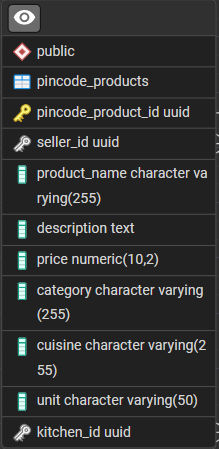 public
pincode_products
pincode_product_id uuid
seller_id uuid
product_name character va
rying(255)
description text
price numeric(10,2)
category character varying
(255)
cuisine character varying(2
55)
unit character varying(50)
kitchen_id uuid